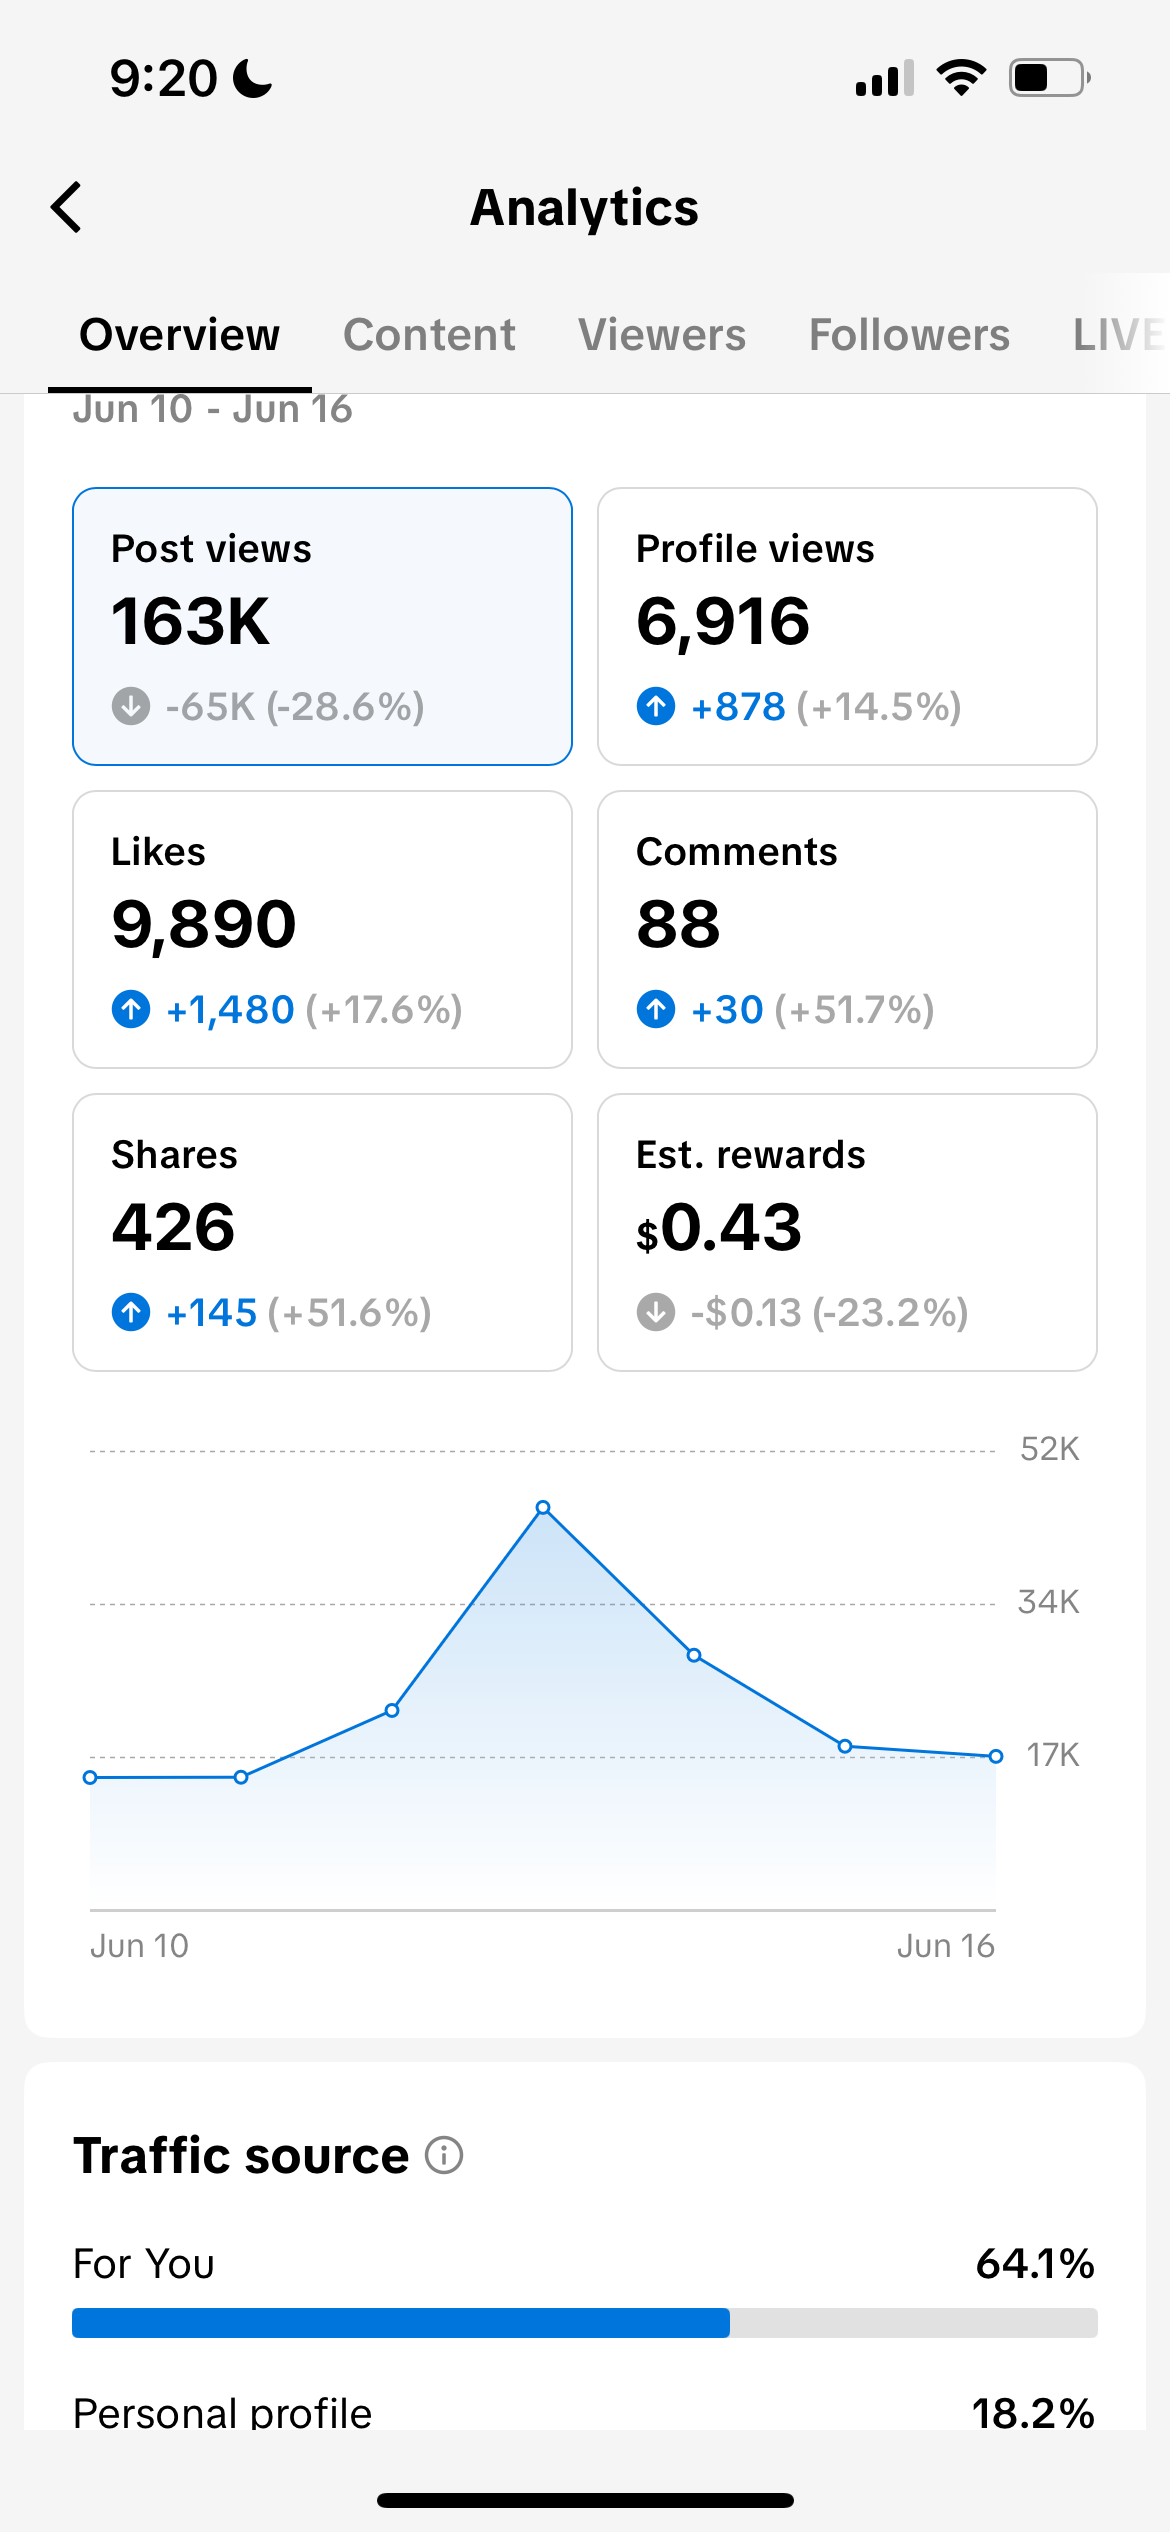 9:20
Analytics
Overview Content Viewers Followers LIVE
Jun 10 - Jun 16
Post views
163K
-65K (-28.6%)
Profile views
6,916
+878 (+14.5%)
Likes
9,890
+1,480 (+17.6%)
Comments
88
+30 (+51.7%)
Shares
426
+145 (+51.6%)
Est. rewards
$0.43
-$0.13 (-23.2%)
52K
34K
17K
Jun 10 Jun 16
Traffic source
For You 64.1%
Personal profile 18.2%